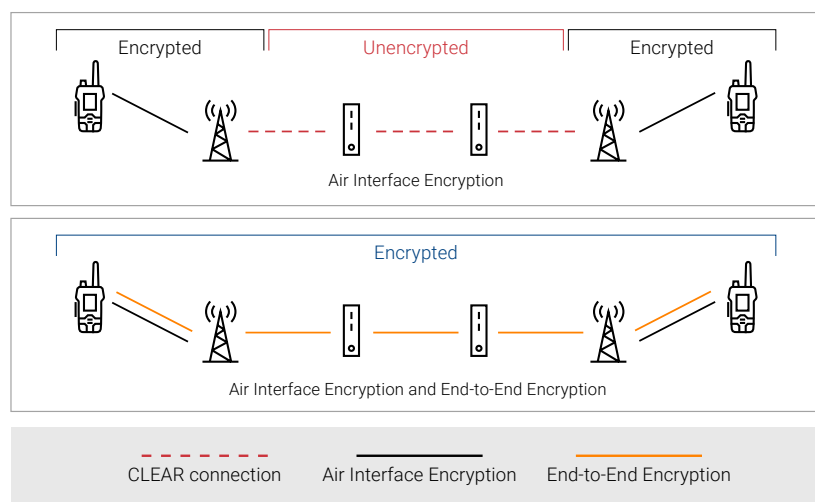 Encrypted
Unencrypted
Encrypted
Air Interface Encryption
Encrypted
Air Interface Encryption and End-to-End Encryption
CLEAR connection
Air Interface Encryption
End-to-End Encryption